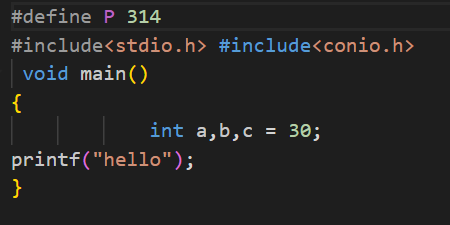 #define P 314
#include<stdio.h> #include<conio.h>
void main()
{
int a,b,c = 30;
printf("hello");
}